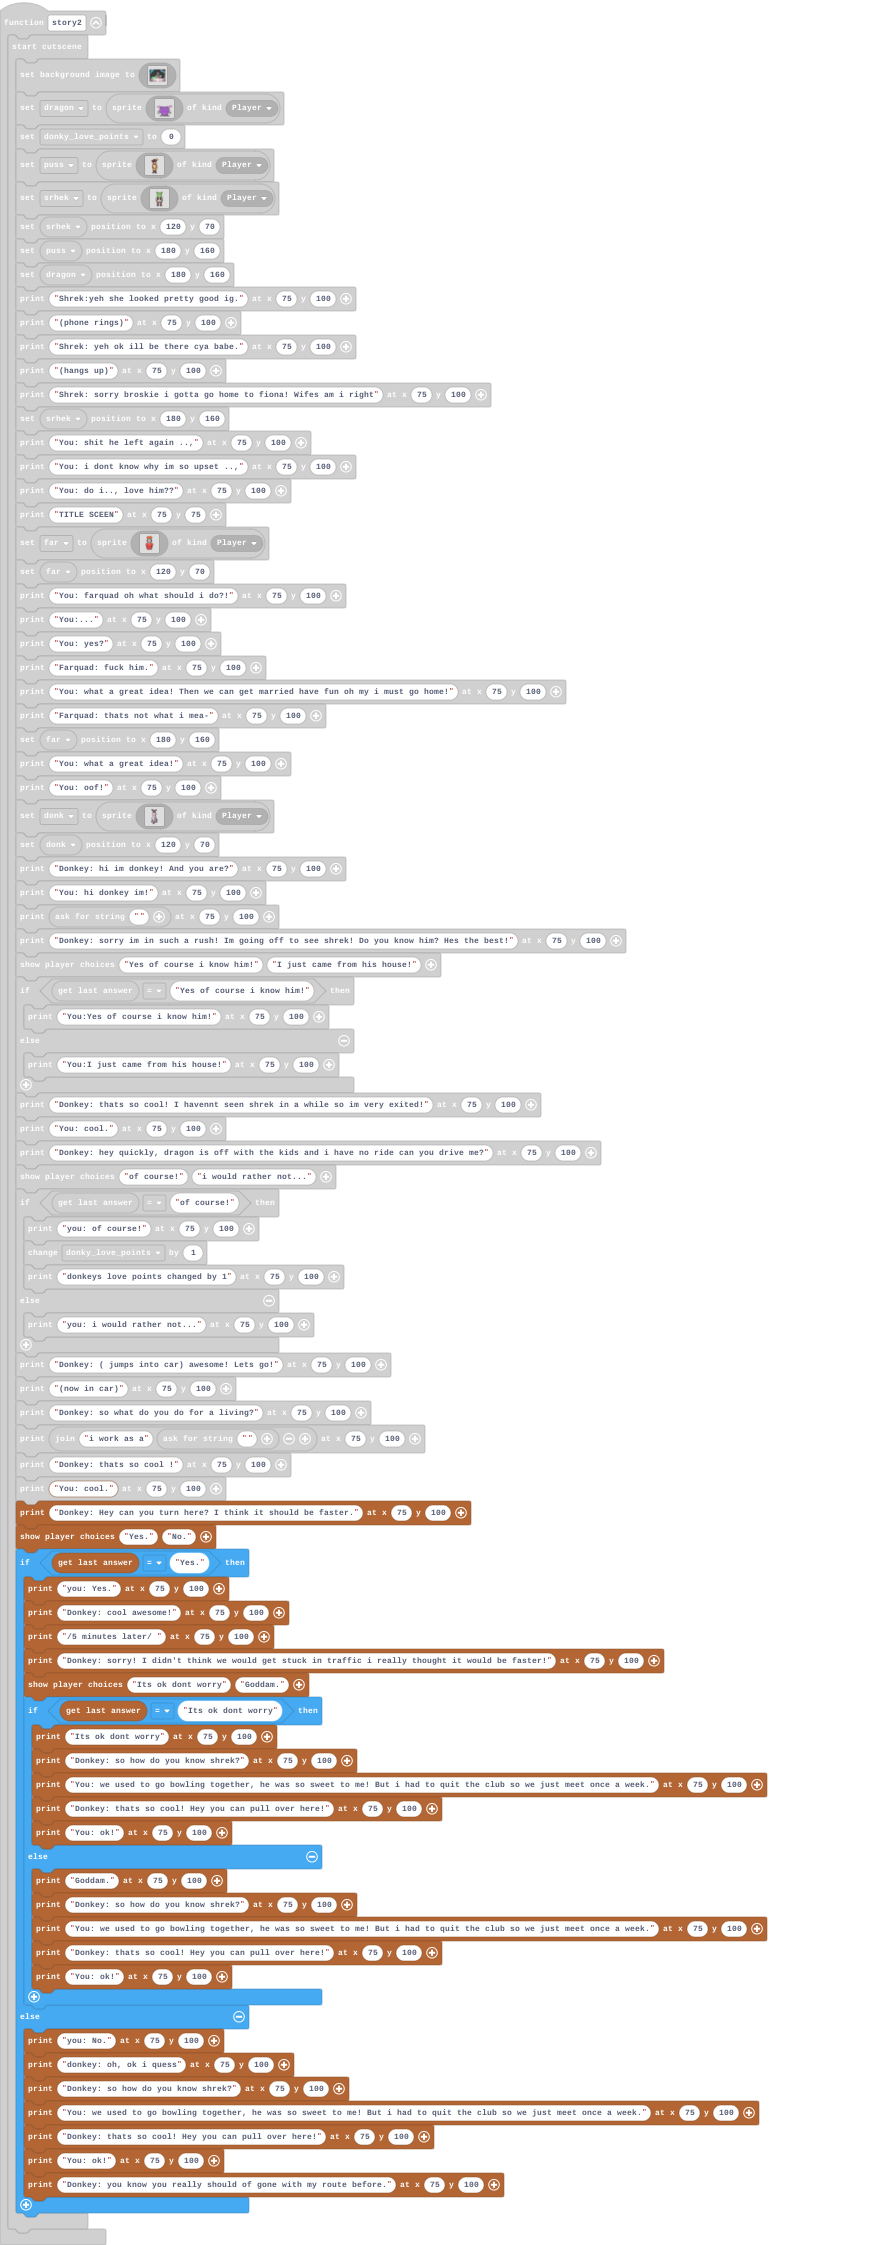 function story2
start cutscene
set background image to
set dragon to sprite of kind Player
set donky_love_points to 0
set puss to sprite of kind Player
set srhek to sprite of kind Player
set srhek position to x 120 y 70
set puss position to x 180 y 160
set dragon position to x 180 y 160
print "Shrek:yeh she looked pretty good ig." at x 75 y 100
print "(phone rings)" at x 75 y 100
print "Shrek: yeh ok ill be there cya babe." at x 75 y 100
print "(hangs up)" at x 75 y 100
print "Shrek: sorry broskie i gotta go home to fiona! Wifes am i right" at x 75 y 100
set srhek position to x 180 y 160
print "You: shit he left again ..," at x 75 y 100
print "You: i dont know why im so upset ..," at x 75 y 100
print "You: do i.., love him??" at x 75 y 100
print "TITLE SCEEN" at x 75 y 75
set far to sprite of kind Player
set far position to x 120 y 70
print "You: farquad oh what should i do?!" at x 75 y 100
print "You:..." at x 75 y 100
print "You: yes?" at x 75 y 100
print "Farquad: fuck him." at x 75 y 100
print "You: what a great idea! Then we can get married have fun oh my i must go home!" at x 75 y 100
print "Farquad: thats not what i mea-" at x 75 y 100
set far position to x 180 y 160
print "You: what a great idea!" at x 75 y 100
print "You: oof!" at x 75 y 100
set donk to sprite of kind Player
set donk position to x 120 y 70
print "Donkey: hi im donkey! And you are?" at x 75 y 100
print "You: hi donkey im!" at x 75 y 100
print ask for string "" at x 75 y 100
print "Donkey: sorry im in such a rush! Im going off to see shrek! Do you know him? Hes the best!" at x 75 y 100
show player choices "Yes of course i know him!" "I just came from his house!"
if get last answer = "Yes of course i know him!" then
print "You:Yes of course i know him!" at x 75 y 100
else
print "You:I just came from his house!" at x 75 y 100
print "Donkey: thats so cool! I havennt seen shrek in a while so im very exited!" at x 75 y 100
print "You: cool." at x 75 y 100
print "Donkey: hey quickly, dragon is off with the kids and i have no ride can you drive me?" at x 75 y 100
show player choices "of course!" "i would rather not..."
if get last answer = "of course!" then
print "you: of course!" at x 75 y 100
change donky_love_points by 1
print "donkeys love points changed by 1" at x 75 y 100
else
print "you: i would rather not..." at x 75 y 100
print "Donkey: ( jumps into car) awesome! Lets go!" at x 75 y 100
print "(now in car)" at x 75 y 100
print "Donkey: so what do you do for a living?" at x 75 y 100
print join "i work as a" ask for string "" at x 75 y 100
print "Donkey: thats so cool !" at x 75 y 100
print "You: cool." at x 75 y 100
print "Donkey: Hey can you turn here? I think it should be faster." at x 75 y 100
show player choices "Yes." "No."
if get last answer = "Yes." then
print "you: Yes." at x 75 y 100
print "Donkey: cool awesome!" at x 75 y 100
print "/5 minutes later/ " at x 75 y 100
print "Donkey: sorry! I didn't think we would get stuck in traffic i really thought it would be faster!" at x 75 y 100
show player choices "Its ok dont worry" "Goddam."
if get last answer = "Its ok dont worry" then
print "Its ok dont worry" at x 75 y 100
print "Donkey: so how do you know shrek?" at x 75 y 100
print "You: we used to go bowling together, he was so sweet to me! But i had to quit the club so we just meet once a week." at x 75 y 100
print "Donkey: thats so cool! Hey you can pull over here!" at x 75 y 100
print "You: ok!" at x 75 y 100
else
print "Goddam." at x 75 y 100
print "Donkey: so how do you know shrek?" at x 75 y 100
print "You: we used to go bowling together, he was so sweet to me! But i had to quit the club so we just meet once a week." at x 75 y 100
print "Donkey: thats so cool! Hey you can pull over here!" at x 75 y 100
print "You: ok!" at x 75 y 100
else
print "you: No." at x 75 y 100
print "donkey: oh, ok i quess" at x 75 y 100
print "Donkey: so how do you know shrek?" at x 75 y 100
print "You: we used to go bowling together, he was so sweet to me! But i had to quit the club so we just meet once a week." at x 75 y 100
print "Donkey: thats so cool! Hey you can pull over here!" at x 75 y 100
print "You: ok!" at x 75 y 100
print "Donkey: you know you really should of gone with my route before." at x 75 y 100